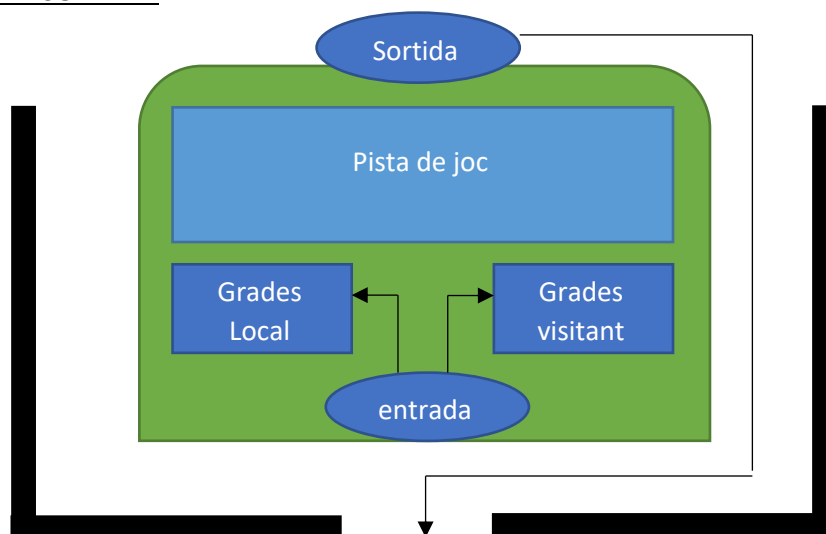 Sortida
Pista de joc
Grades
Local
Grades
visitant
entrada